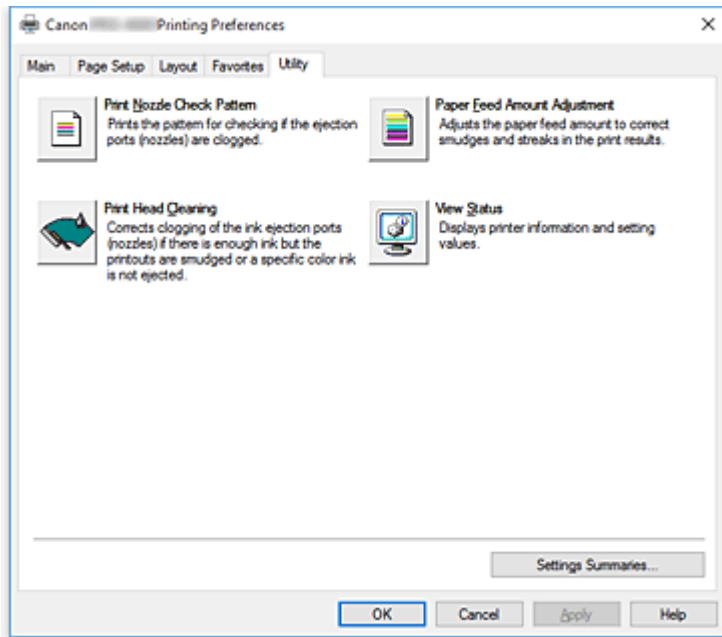 Canon Printing Preferences
Main Page Setup Layout Favorites Utility
Print Nozzle Check Pattern
Prints the pattern for checking if the ejection
ports (nozzles) are clogged.
Paper Feed Amount Adjustment
Adjusts the paper feed amount to correct
smudges and streaks in the print results.
Print Head Cleaning
Corrects clogging of the ink ejection ports
(nozzles) if there is enough ink but the
printouts are smudged or a specific color ink
is not ejected.
View Status
Displays printer information and setting
values.
Settings Summaries...
OK Cancel Apply Help